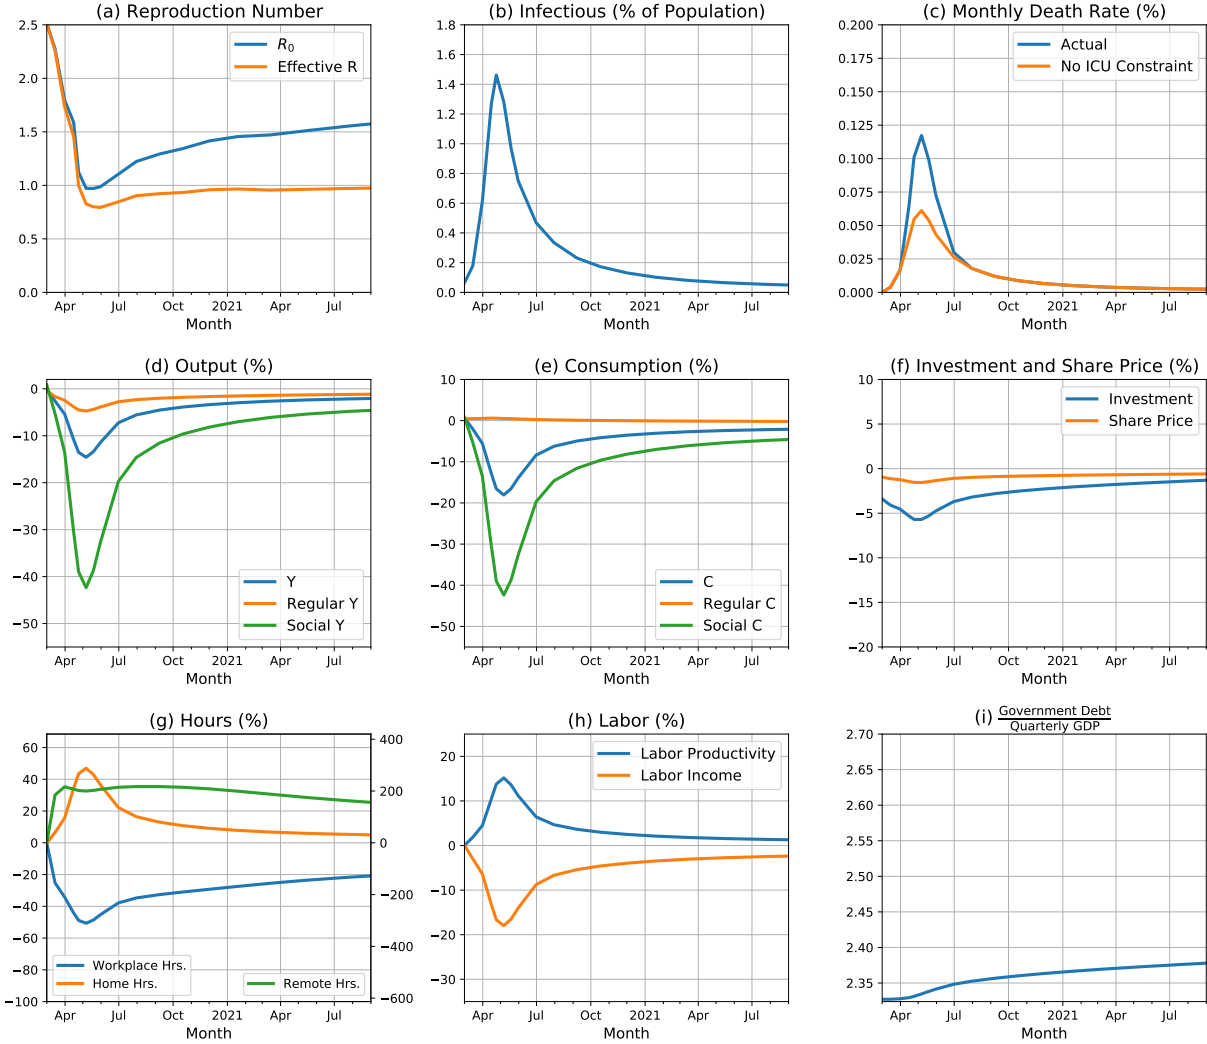 (a) Reproduction Number
2.5
2.0
1.5
1.0
0.5
0.0
R0
Effective R
Apr Jul Oct 2021 Apr Jul
Month
(b) Infectious (% of Population)
1.8
1.6
1.4
1.2
1.0
0.8
0.6
0.4
0.2
0.0
Apr Jul Oct 2021 Apr Jul
Month
(c) Monthly Death Rate (%)
0.200
0.175
0.150
0.125
0.100
0.075
0.050
0.025
0.000
Actual
No ICU Constraint
Apr Jul Oct 2021 Apr Jul
Month
(d) Output (%)
0
−10
−20
−30
−40
−50
Y
Regular Y
Social Y
Apr Jul Oct 2021 Apr Jul
Month
(e) Consumption (%)
10
0
−10
−20
−30
−40
−50
C
Regular C
Social C
Apr Jul Oct 2021 Apr Jul
Month
(f) Investment and Share Price (%)
10
5
0
−5
−10
−15
−20
Investment
Share Price
Apr Jul Oct 2021 Apr Jul
Month
(g) Hours (%)
60
40
20
0
−20
−40
−60
−80
−100
400
200
0
−200
−400
−600
Workplace Hrs.
Home Hrs.
Remote Hrs.
Apr Jul Oct 2021 Apr Jul
Month
(h) Labor (%)
20
10
0
−10
−20
−30
Labor Productivity
Labor Income
Apr Jul Oct 2021 Apr Jul
Month
(i) Government Debt
Quarterly GDP
2.70
2.65
2.60
2.55
2.50
2.45
2.40
2.35
Apr Jul Oct 2021 Apr Jul
Month